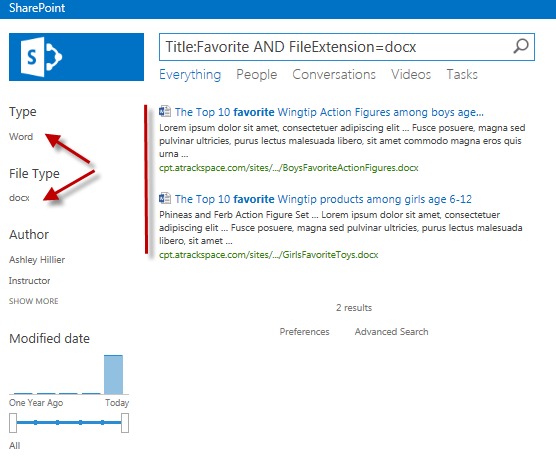 SharePoint
S
Title:Favorite AND FileExtension=docx
Everything People Conversations Videos Tasks
Type
Word
File Type
docx
Author
Ashley Hillier
Instructor
SHOW MORE
Modified date
One Year Ago Today
All
The Top 10 favorite Wingtip Action Figures among boys age...
Lorem ipsum dolor sit amet, consectetuer adipiscing elit ... Fusce posuere, magna sed
pulvinar ultricies, purus lectus malesuada libero, sit amet commodo magna eros quis
urna ...
cpt.atrackspace.com/sites/.../BoysFavoriteActionFigures.docx
The Top 10 favorite Wingtip products among girls age 6-12
Phineas and Ferb Action Figure Set ... Lorem ipsum dolor sit amet, consectetuer
adipiscing elit ... Fusce posuere, magna sed pulvinar ultricies, purus lectus malesuada
libero, sit amet ...
cpt.atrackspace.com/sites/.../GirlsFavoriteToys.docx
2 results
Preferences Advanced Search